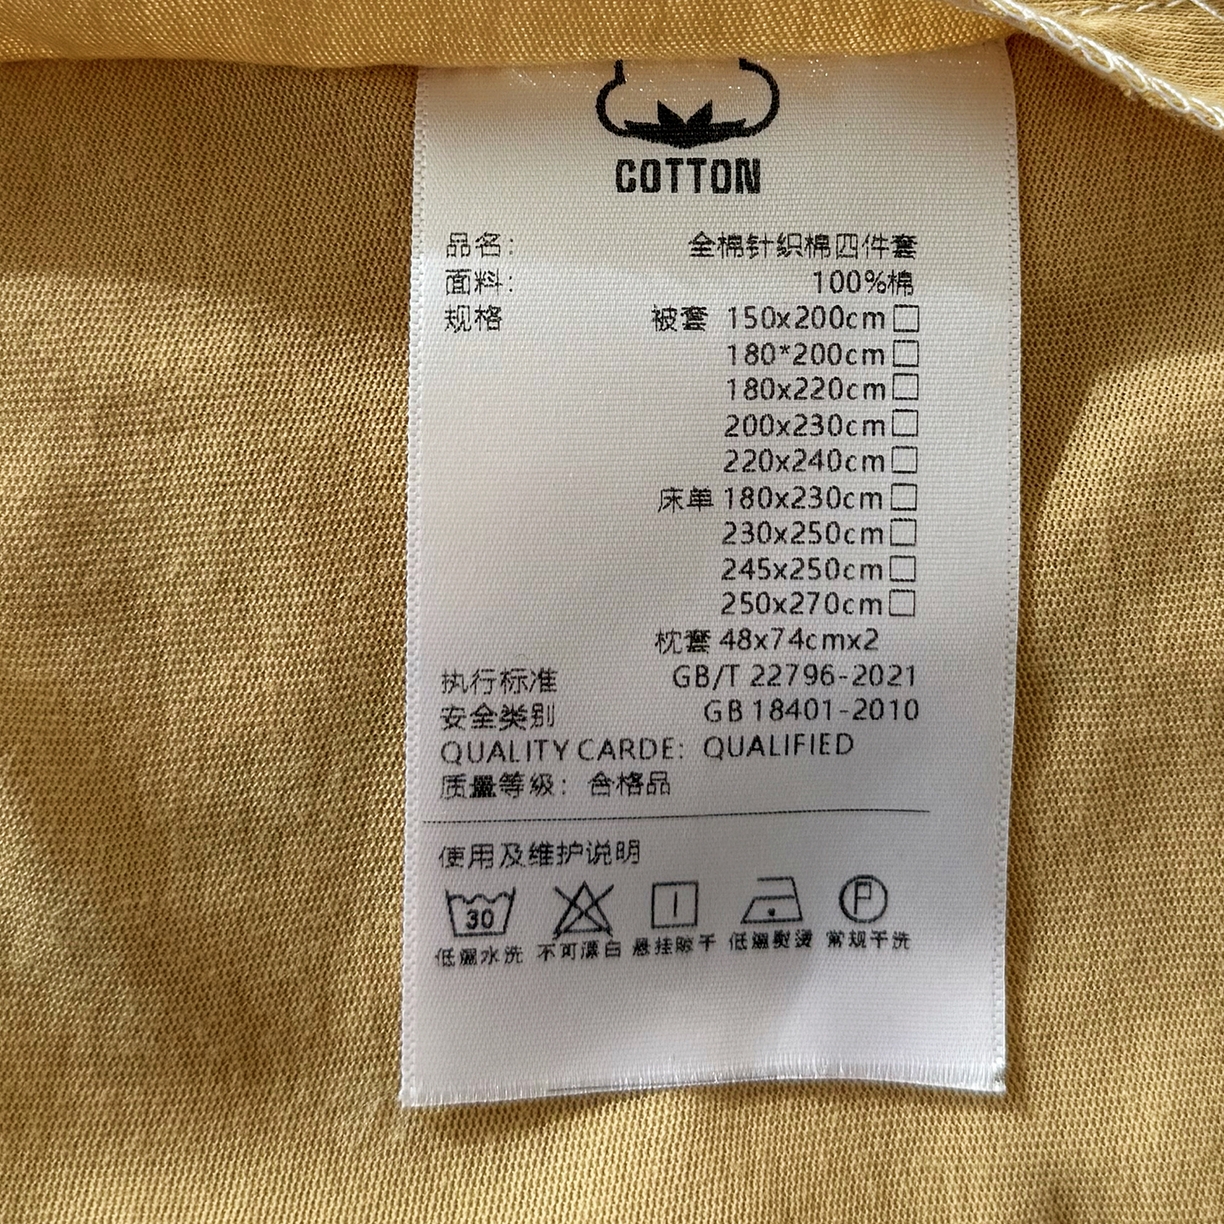 COTTON
品名: 全棉针织棉四件套
面料: 100%棉
规格 被套 150x200cm□
180*200cm□
180x220cm□
200x230cm□
220x240cm□
床单 180x230cm□
230x250cm□
245x250cm□
250x270cm□
枕套 48x74cmx2
执行标准 GB/T 22796-2021
安全类别 GB 18401-2010
QUALITY CARDE: QUALIFIED
质量等级: 合格品
使用及维护说明
30 P
低温水洗 不可漂白 悬挂晾干 低温熨烫 常规干洗